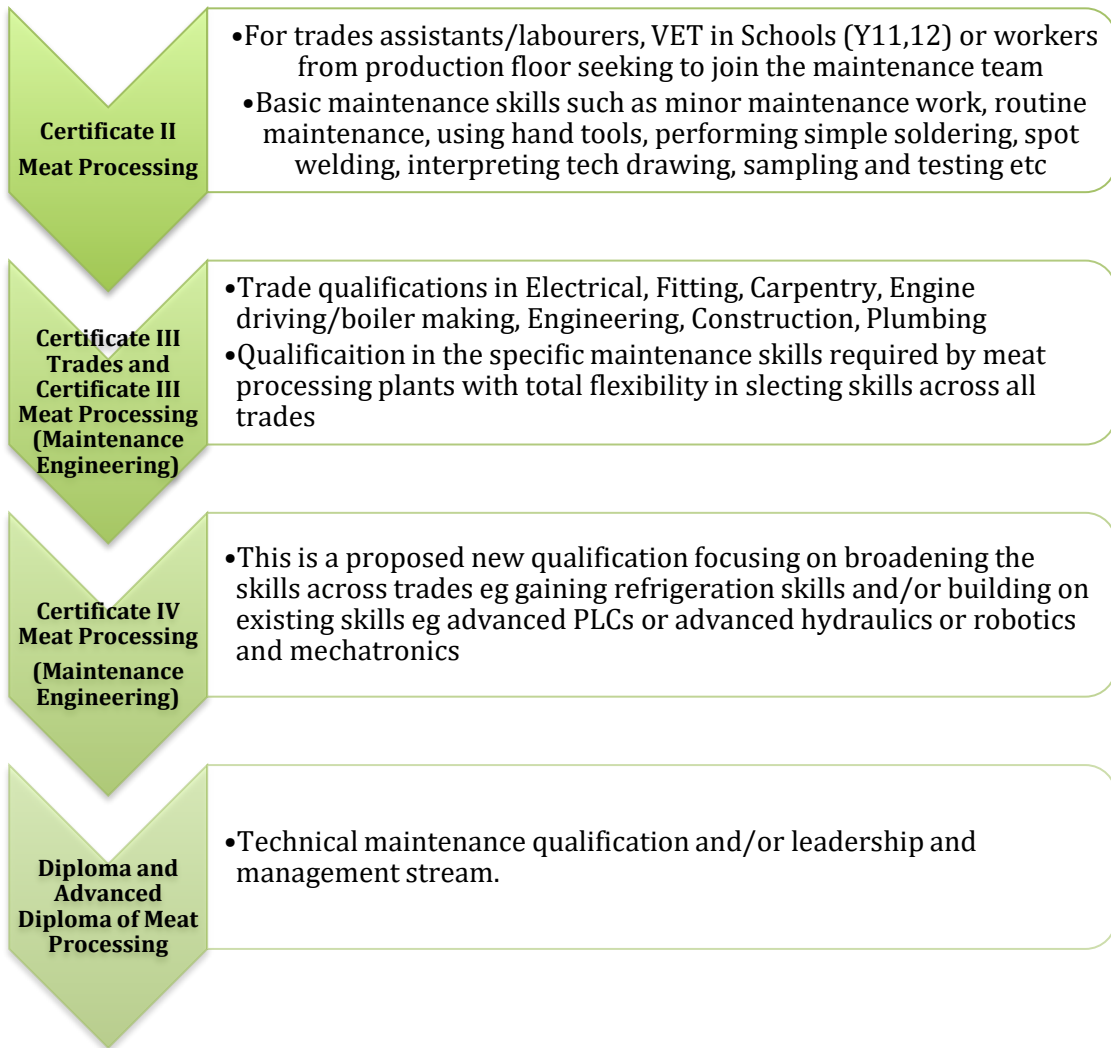 Certificate II
Meat Processing
•For trades assistants/labourers, VET in Schools (Y11,12) or workers
from production floor seeking to join the maintenance team
•Basic maintenance skills such as minor maintenance work, routine
maintenance, using hand tools, performing simple soldering, spot
welding, interpreting tech drawing, sampling and testing etc
Certificate III
Trades and
Certificate III
Meat Processing
(Maintenance
Engineering)
•Trade qualifications in Electrical, Fitting, Carpentry, Engine
driving/boiler making, Engineering, Construction, Plumbing
•Qualificaition in the specific maintenance skills required by meat
processing plants with total flexibility in slecting skills across all
trades
Certificate IV
Meat Processing
(Maintenance
Engineering)
•This is a proposed new qualification focusing on broadening the
skills across trades eg gaining refrigeration skills and/or building on
existing skills eg advanced PLCs or advanced hydraulics or robotics
and mechatronics
Diploma and
Advanced
Diploma of Meat
Processing
•Technical maintenance qualification and/or leadership and
management stream.